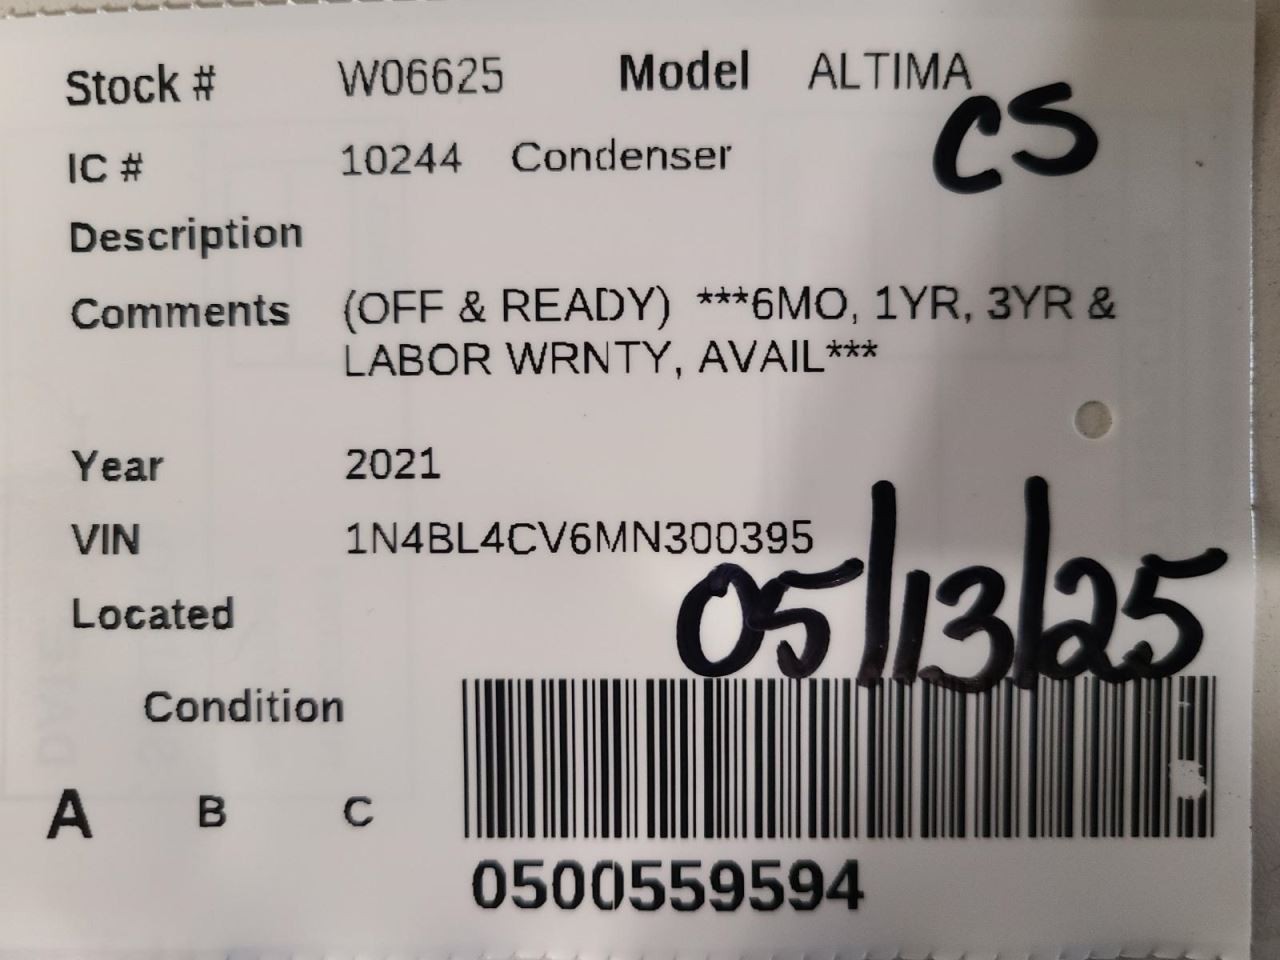 Stock # W06625 Model ALTIMA
CS
IC # 10244 Condenser
Description
Comments (OFF & READY) ***6MO, 1YR, 3YR &
LABOR WRNTY, AVAIL***
Year 2021
VIN 1N4BL4CV6MN300395
05/13/25
Located
Condition
A B C
0500559594